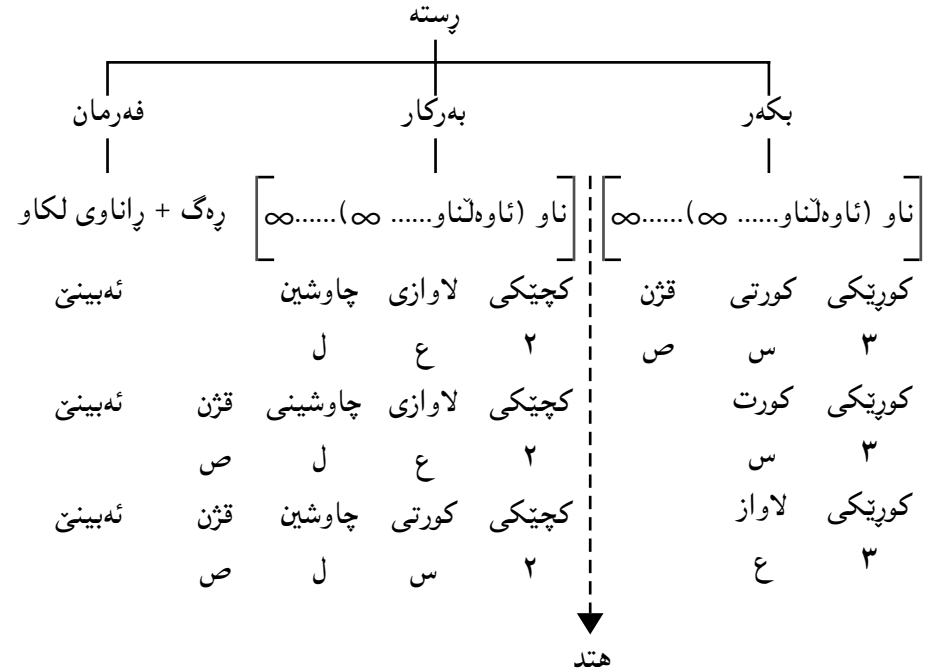 ڕستە
بکەر بەرکار فەرمان
[ناو (ئاوەڵناو...... ∞)......∞] [ناو (ئاوەڵناو...... ∞)......∞] ڕەگ + ڕاناوی لکاو
کوڕێکی کورتی قژن کچێکی لاوازی چاوشین ئەبینێ
٣ س ص ٢ ع ل
کوڕێکی کورت کچێکی لاوازی چاوشینی قژن ئەبینێ
٣ س ٢ ع ل ص
کوڕێکی لاواز کچێکی کورتی چاوشین قژن ئەبینێ
٣ ع ٢ س ل ص
هتد